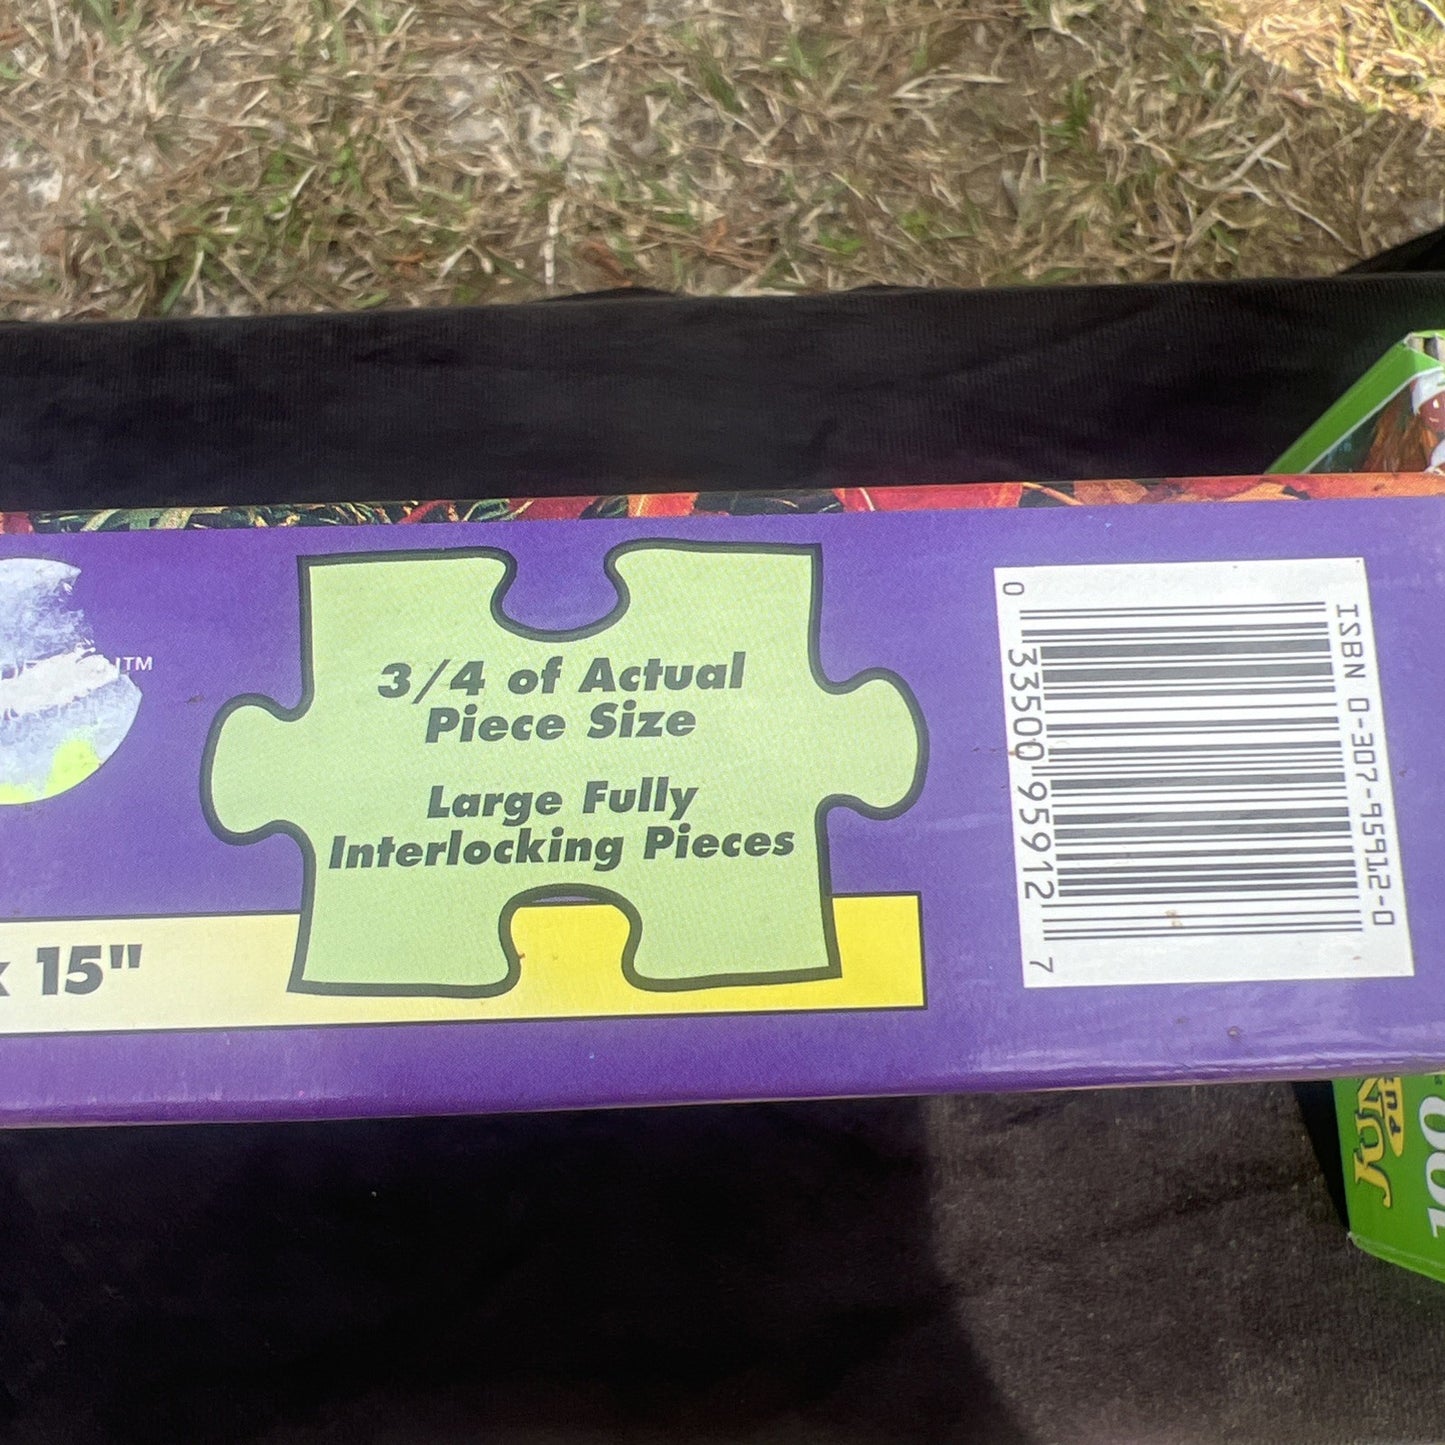 TM
3/4 of Actual
Piece Size
Large Fully
Interlocking Pieces
x 15"
ISBN 0-307-95912-0
0 33500 95912 7
100